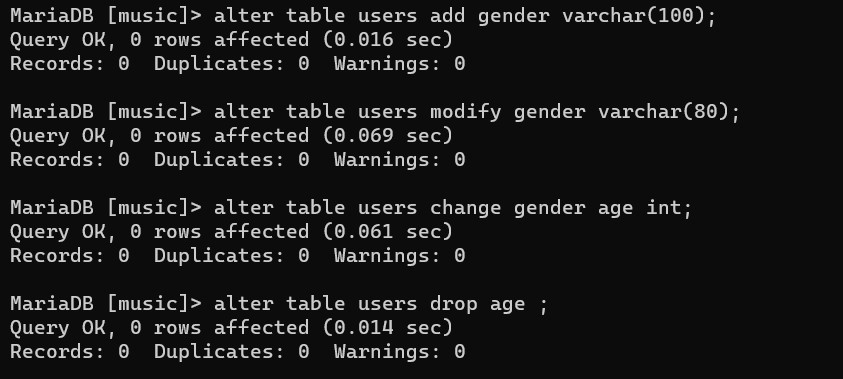 MariaDB [music]> alter table users add gender varchar(100);
Query OK, 0 rows affected (0.016 sec)
Records: 0  Duplicates: 0  Warnings: 0

MariaDB [music]> alter table users modify gender varchar(80);
Query OK, 0 rows affected (0.069 sec)
Records: 0  Duplicates: 0  Warnings: 0

MariaDB [music]> alter table users change gender age int;
Query OK, 0 rows affected (0.061 sec)
Records: 0  Duplicates: 0  Warnings: 0

MariaDB [music]> alter table users drop age ;
Query OK, 0 rows affected (0.014 sec)
Records: 0  Duplicates: 0  Warnings: 0